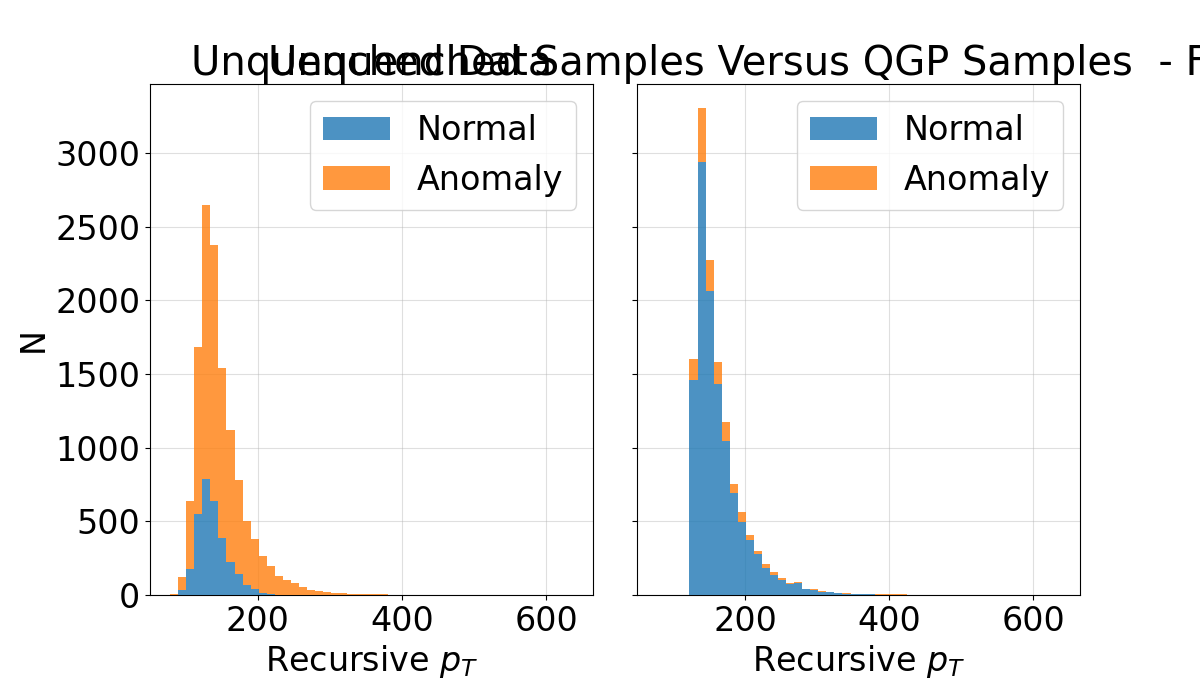 Unquenched Data
Unquenched Samples Versus QGP Samples - F
Normal
Anomaly
Normal
Anomaly
3000
2500
2000
1500
1000
500
0
N
200 400 600
200 400 600
Recursive $p_T$
Recursive $p_T$